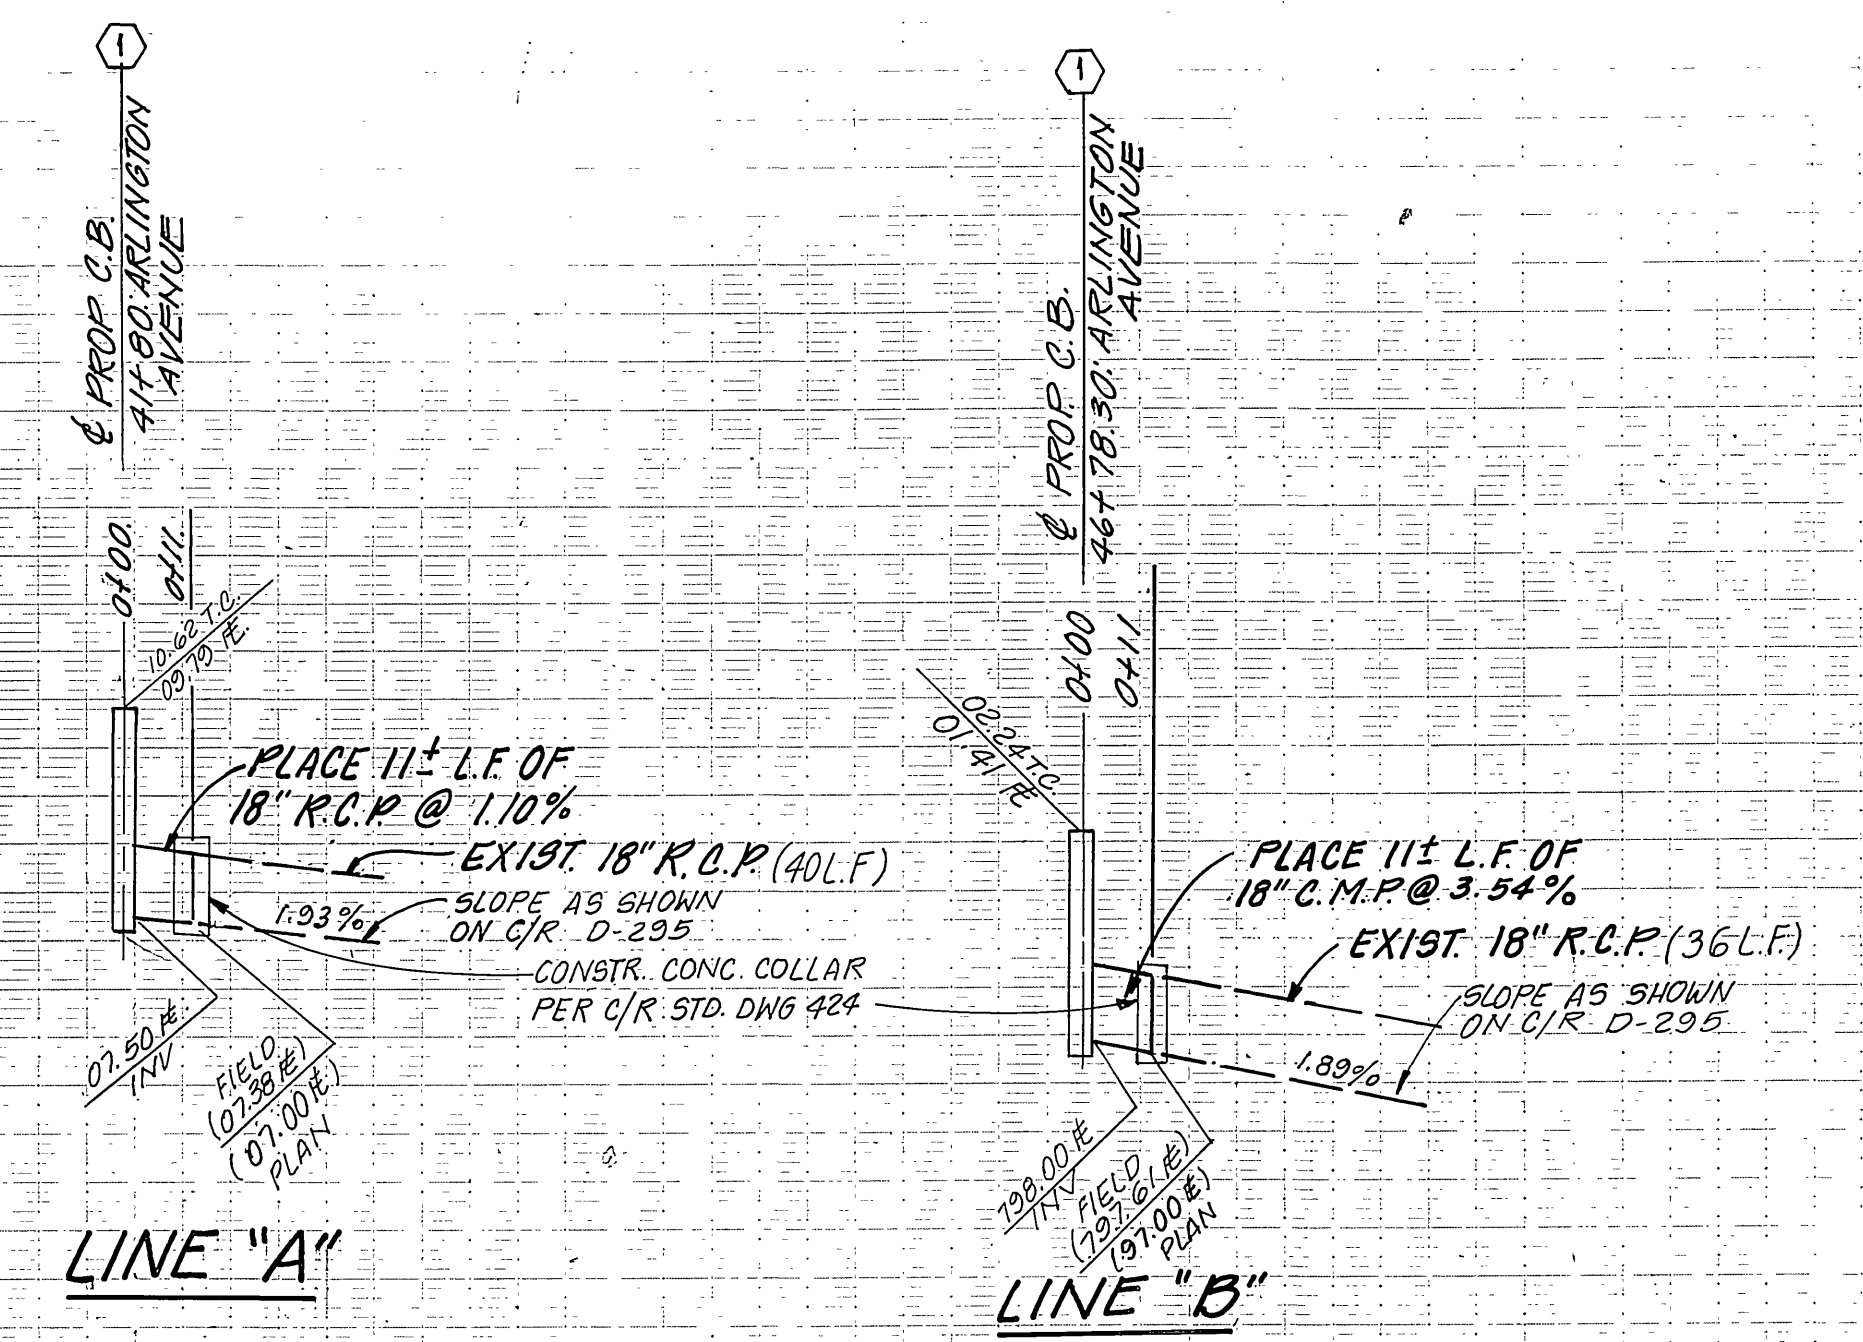 1
℄ PROP. C.B.
41+80 ARLINGTON
AVENUE
0+00
0+11
10.62 T.C.
09.79 ℄
PLACE 11± L.F. OF
18" R.C.P. @ 1.10%
EXIST. 18" R.C.P. (40 L.F)
1.93%
SLOPE AS SHOWN
ON C/R D-295
CONSTR. CONC. COLLAR
PER C/R STD. DWG 424
07.50 ℄
INV
FIELD
(07.38 ℄)
(07.00 ℄)
PLAN
LINE "A"
1
℄ PROP. C.B.
46+78.30 ARLINGTON
AVENUE
0+00
0+11
02.24 T.C.
01.41 ℄
PLACE 11± L.F. OF
18" C.M.P. @ 3.54%
EXIST. 18" R.C.P. (36 L.F.)
SLOPE AS SHOWN
ON C/R D-295
1.89%
798.00 ℄
INV
FIELD
(797.61 ℄)
(97.00 ℄)
PLAN
LINE "B"